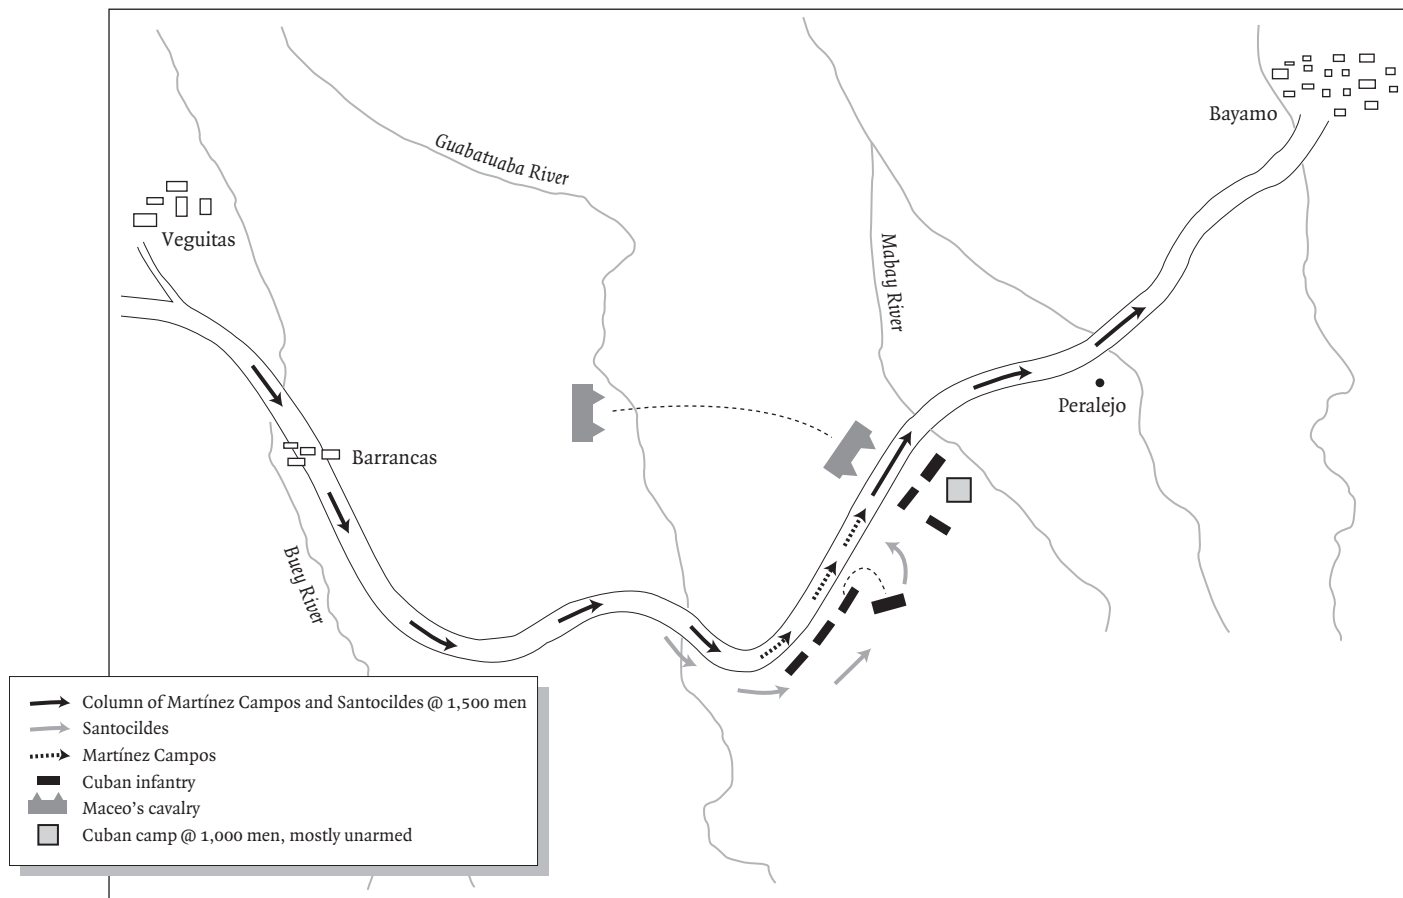 Guabatuaba River
Bayamo
Veguitas
Mabay River
Peralejo
Barrancas
Buey River
Column of Martínez Campos and Santocildes @ 1,500 men
Santocildes
Martínez Campos
Cuban infantry
Maceo's cavalry
Cuban camp @ 1,000 men, mostly unarmed